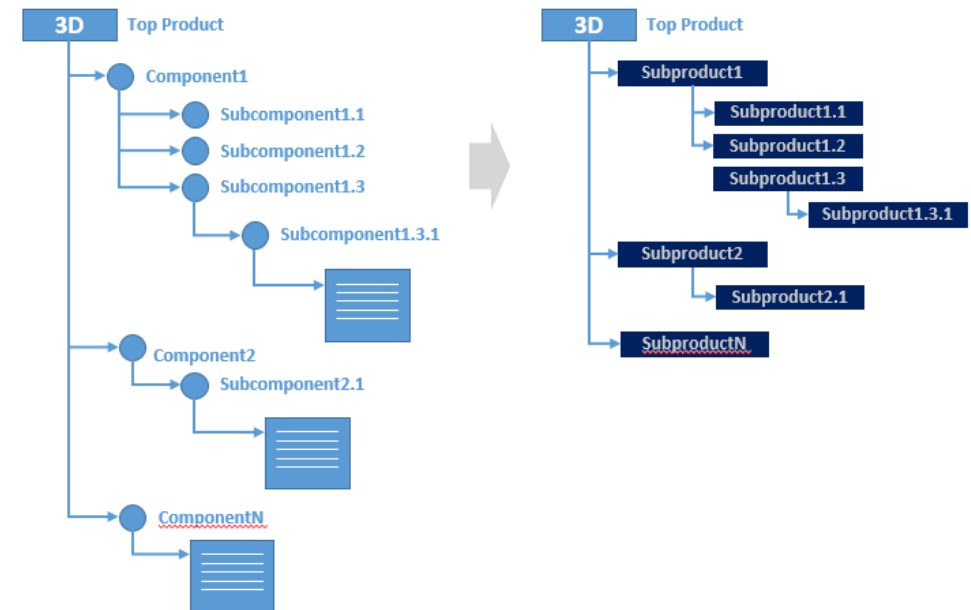 3D Top Product
Component1
Subcomponent1.1
Subcomponent1.2
Subcomponent1.3
Subcomponent1.3.1
Component2
Subcomponent2.1
ComponentN
3D Top Product
Subproduct1
Subproduct1.1
Subproduct1.2
Subproduct1.3
Subproduct1.3.1
Subproduct2
Subproduct2.1
SubproductN